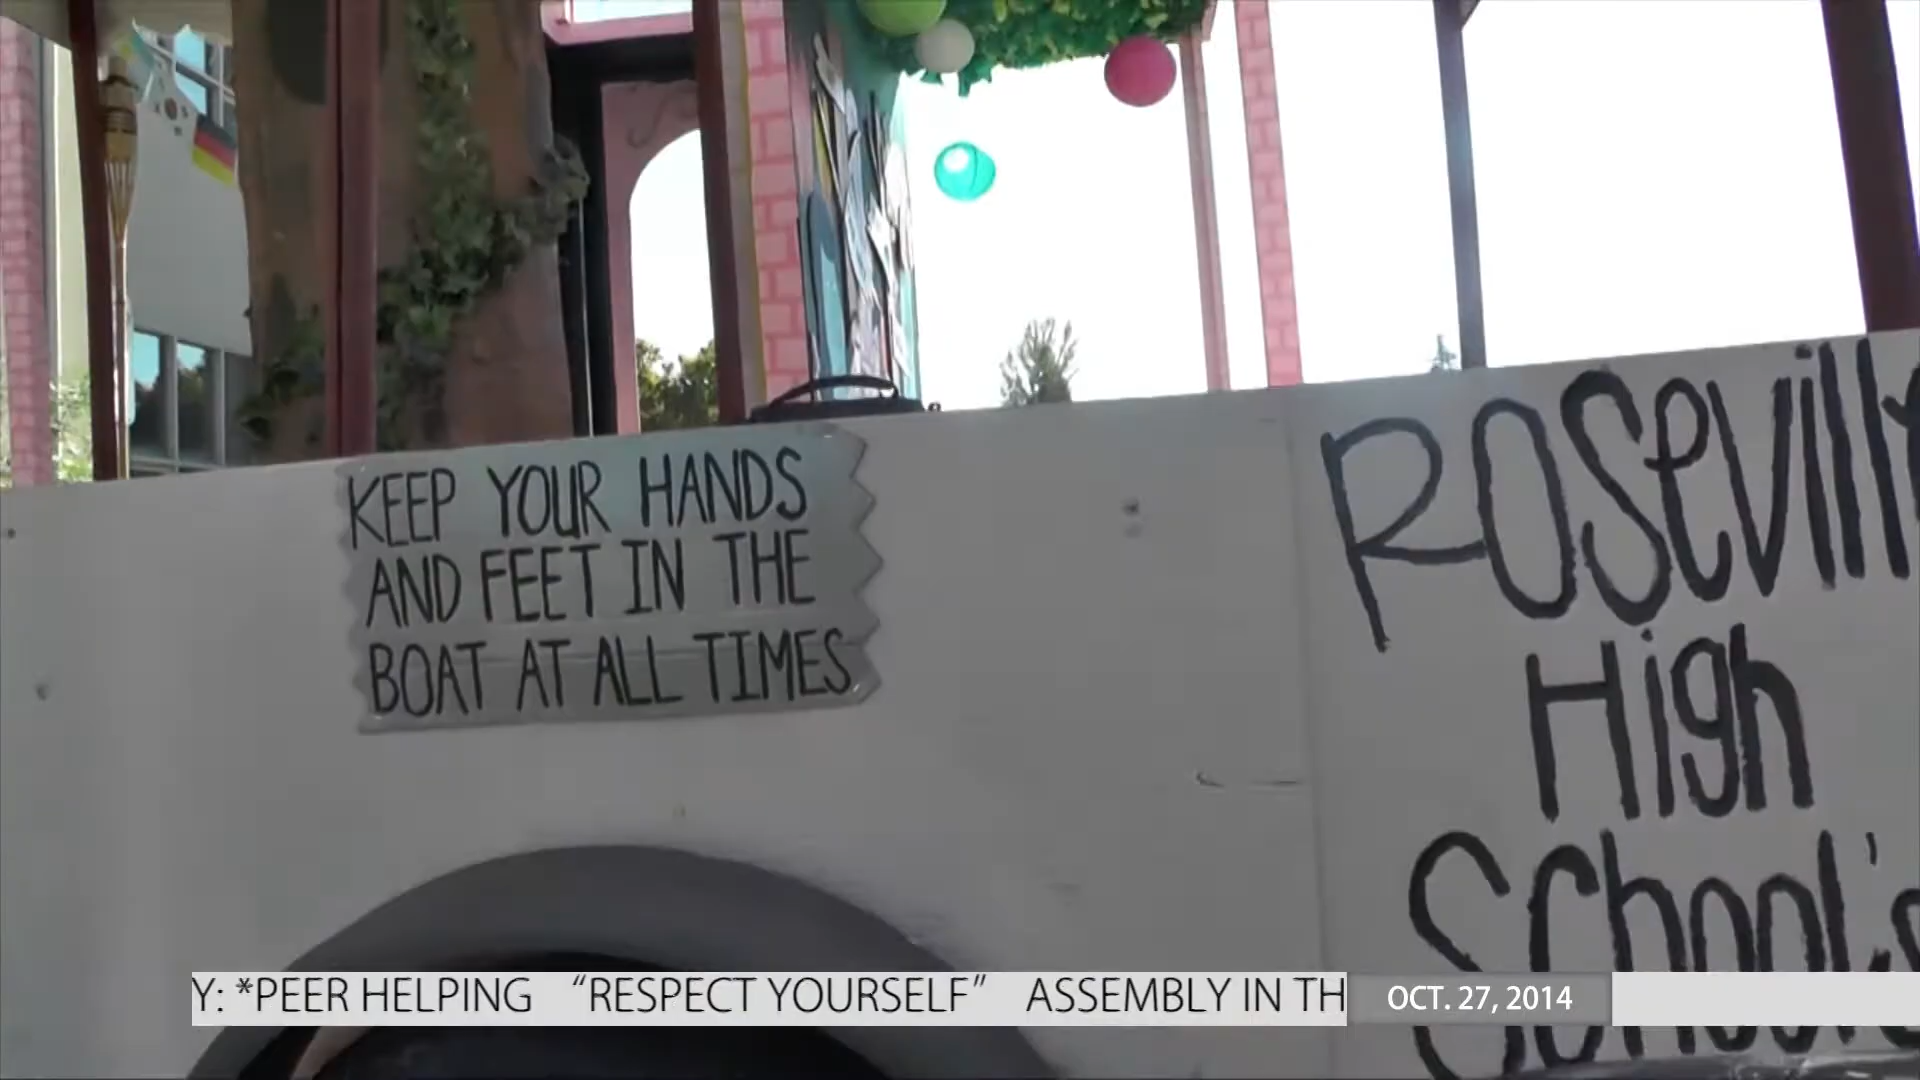 KEEP YOUR HANDS
AND FEET IN THE
BOAT AT ALL TIMES
Roseville
High
School's
Y: *PEER HELPING "RESPECT YOURSELF" ASSEMBLY IN TH
OCT. 27, 2014